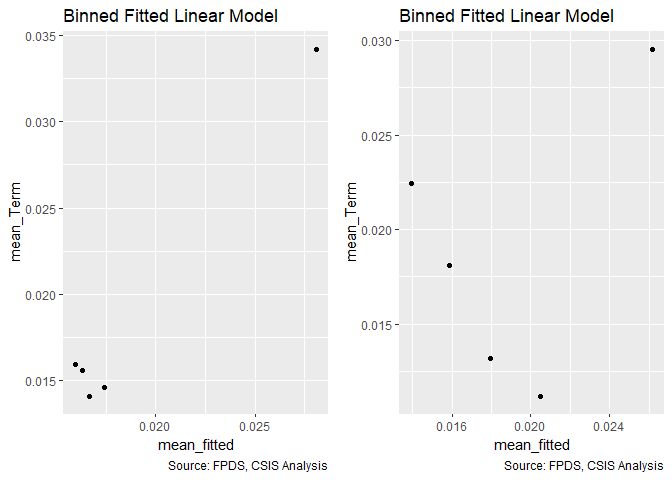 Binned Fitted Linear Model
0.035
0.030
0.025
0.020
0.015
mean_Term
0.020
0.025
mean_fitted
Source: FPDS, CSIS Analysis
Binned Fitted Linear Model
0.030
0.025
0.020
0.015
mean_Term
0.016
0.020
0.024
mean_fitted
Source: FPDS, CSIS Analysis